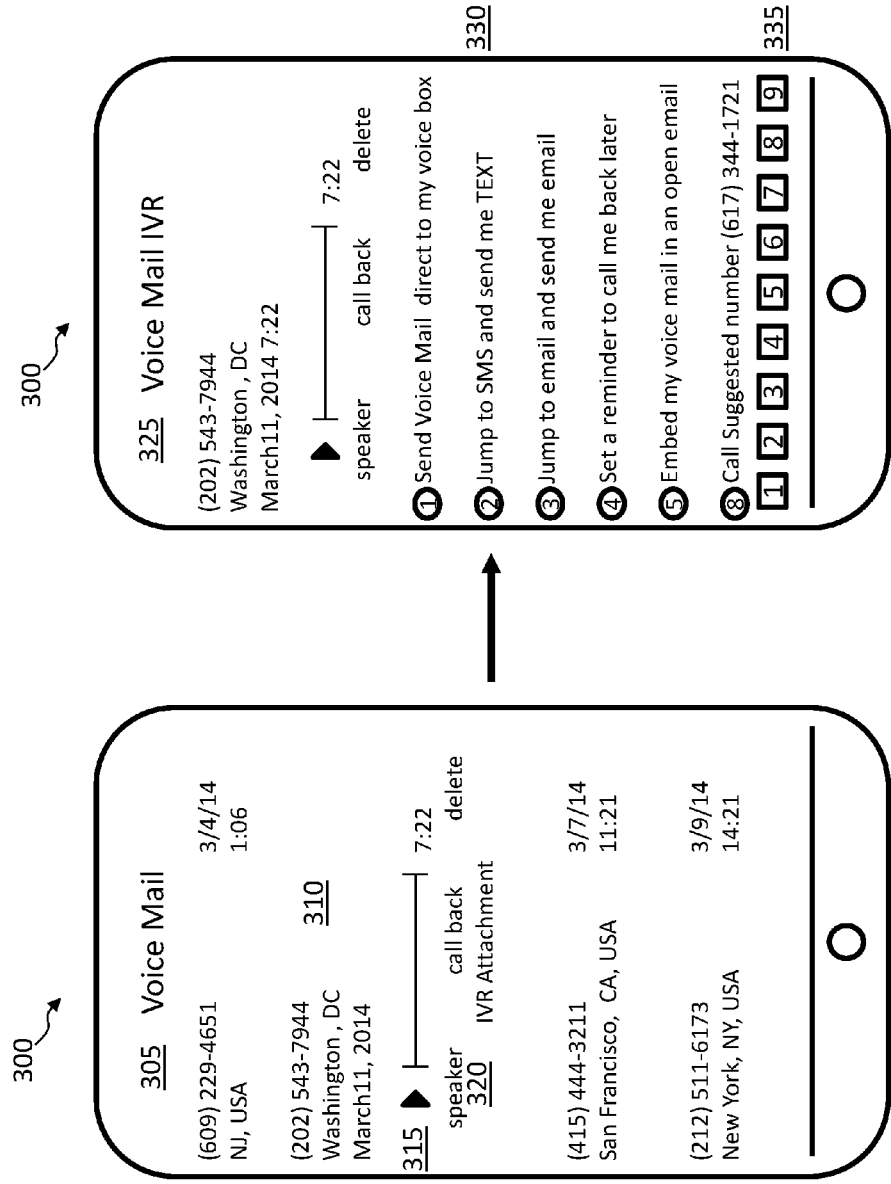 300
305 Voice Mail
(609) 229-4651 3/4/14
NJ, USA 1:06
(202) 543-7944 310
Washington , DC
March11, 2014
315 7:22
speaker call back delete
320 IVR Attachment
(415) 444-3211 3/7/14
San Francisco, CA, USA 11:21
(212) 511-6173 3/9/14
New York, NY, USA 14:21
300
325 Voice Mail IVR
(202) 543-7944
Washington , DC
March11, 2014 7:22
7:22
speaker call back delete
1 Send Voice Mail direct to my voice box
2 Jump to SMS and send me TEXT
330
3 Jump to email and send me email
4 Set a reminder to call me back later
5 Embed my voice mail in an open email
8 Call Suggested number (617) 344-1721
1 2 3 4 5 6 7 8 9
335